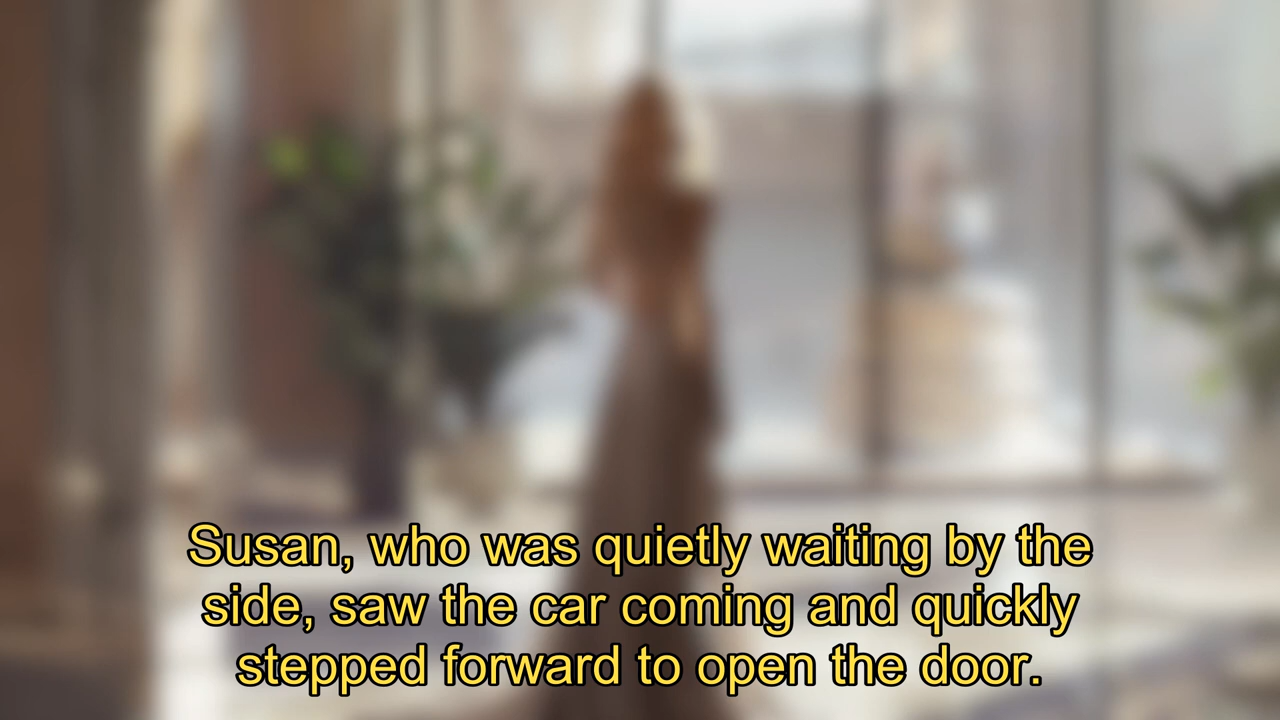 Susan, who was quietly waiting by the
side, saw the car coming and quickly
stepped forward to open the door.